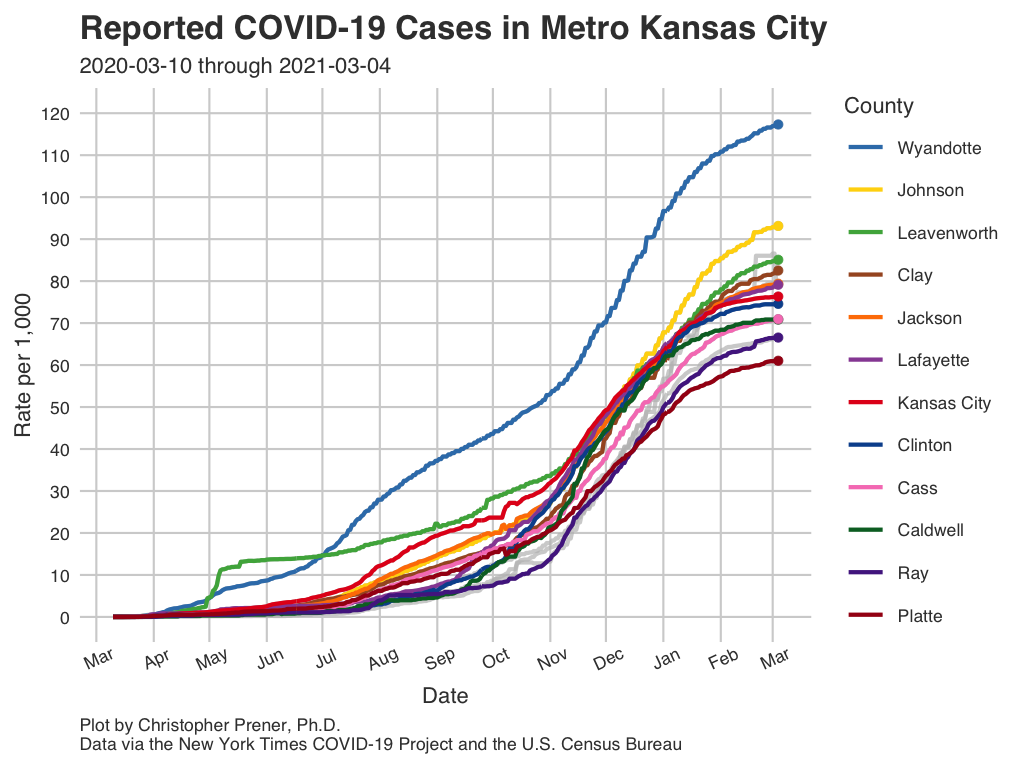 Reported COVID-19 Cases in Metro Kansas City
2020-03-10 through 2021-03-04
Rate per 1,000
120
110
100
90
80
70
60
50
40
30
20
10
0
Mar Apr May Jun Jul Aug Sep Oct Nov Dec Jan Feb Mar
Date
County
Wyandotte
Johnson
Leavenworth
Clay
Jackson
Lafayette
Kansas City
Clinton
Cass
Caldwell
Ray
Platte
Plot by Christopher Prener, Ph.D.
Data via the New York Times COVID-19 Project and the U.S. Census Bureau